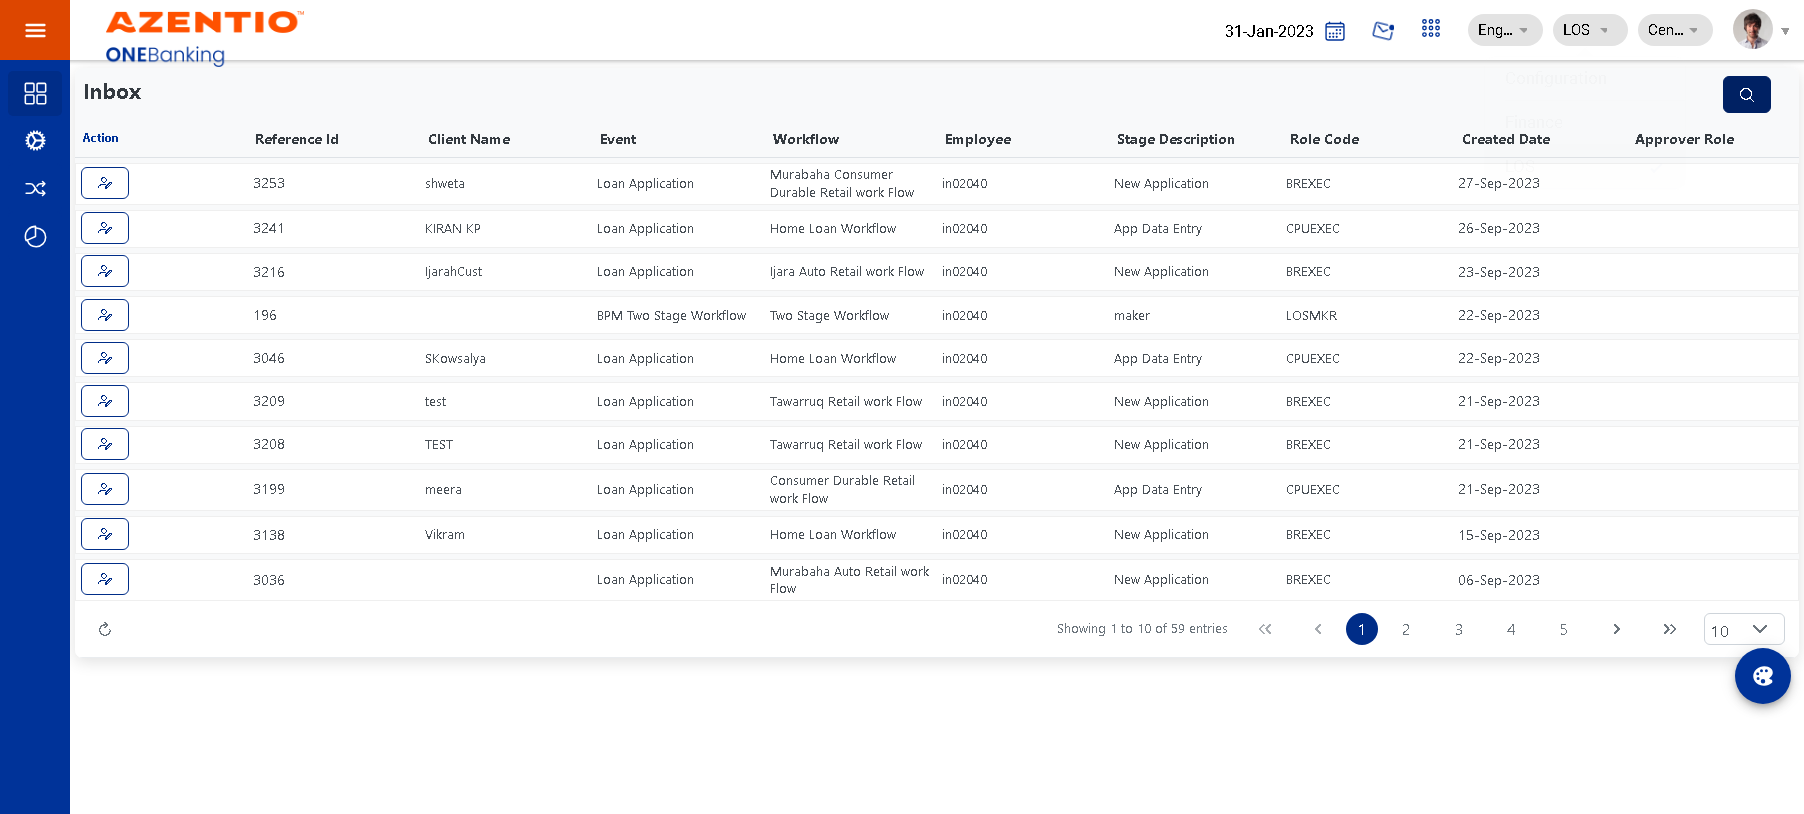 AZENTIO™
ONEBanking
31-Jan-2023 Eng... LOS Cen...
Configuration
Finance
LOS
Inbox
Action Reference Id Client Name Event Workflow Employee Stage Description Role Code Created Date Approver Role
3253 shweta Loan Application Murabaha Consumer Durable Retail work Flow in02040 New Application BREXEC 27-Sep-2023
3241 KIRAN KP Loan Application Home Loan Workflow in02040 App Data Entry CPUEXEC 26-Sep-2023
3216 IjarahCust Loan Application Ijara Auto Retail work Flow in02040 New Application BREXEC 23-Sep-2023
196 BPM Two Stage Workflow Two Stage Workflow in02040 maker LOSMKR 22-Sep-2023
3046 SKowsalya Loan Application Home Loan Workflow in02040 App Data Entry CPUEXEC 22-Sep-2023
3209 test Loan Application Tawarruq Retail work Flow in02040 New Application BREXEC 21-Sep-2023
3208 TEST Loan Application Tawarruq Retail work Flow in02040 New Application BREXEC 21-Sep-2023
3199 meera Loan Application Consumer Durable Retail work Flow in02040 App Data Entry CPUEXEC 21-Sep-2023
3138 Vikram Loan Application Home Loan Workflow in02040 New Application BREXEC 15-Sep-2023
3036 Loan Application Murabaha Auto Retail work Flow in02040 New Application BREXEC 06-Sep-2023
Showing 1 to 10 of 59 entries 1 2 3 4 5 10